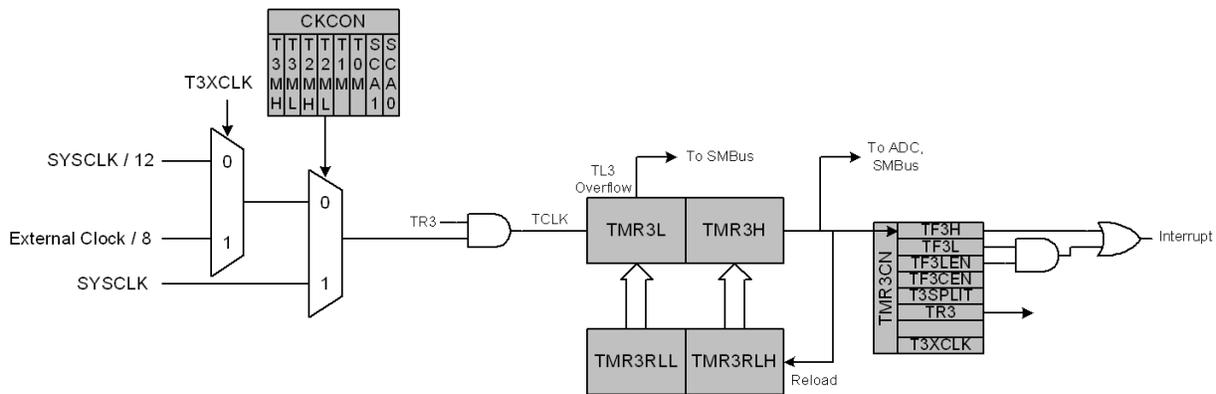 CKCON
T3MH
T3ML
T2MH
T2ML
T1M
T0M
SCA1
SCA0
T3XCLK
SYSCLK / 12
0
External Clock / 8
1
SYSCLK
0
1
TR3
TCLK
TL3
Overflow
To SMBus
To ADC,
SMBus
TMR3L
TMR3H
TMR3RLL
TMR3RLH
Reload
TMR3CN
TF3H
TF3L
TF3LEN
TF3CEN
T3SPLIT
TR3
T3XCLK
Interrupt